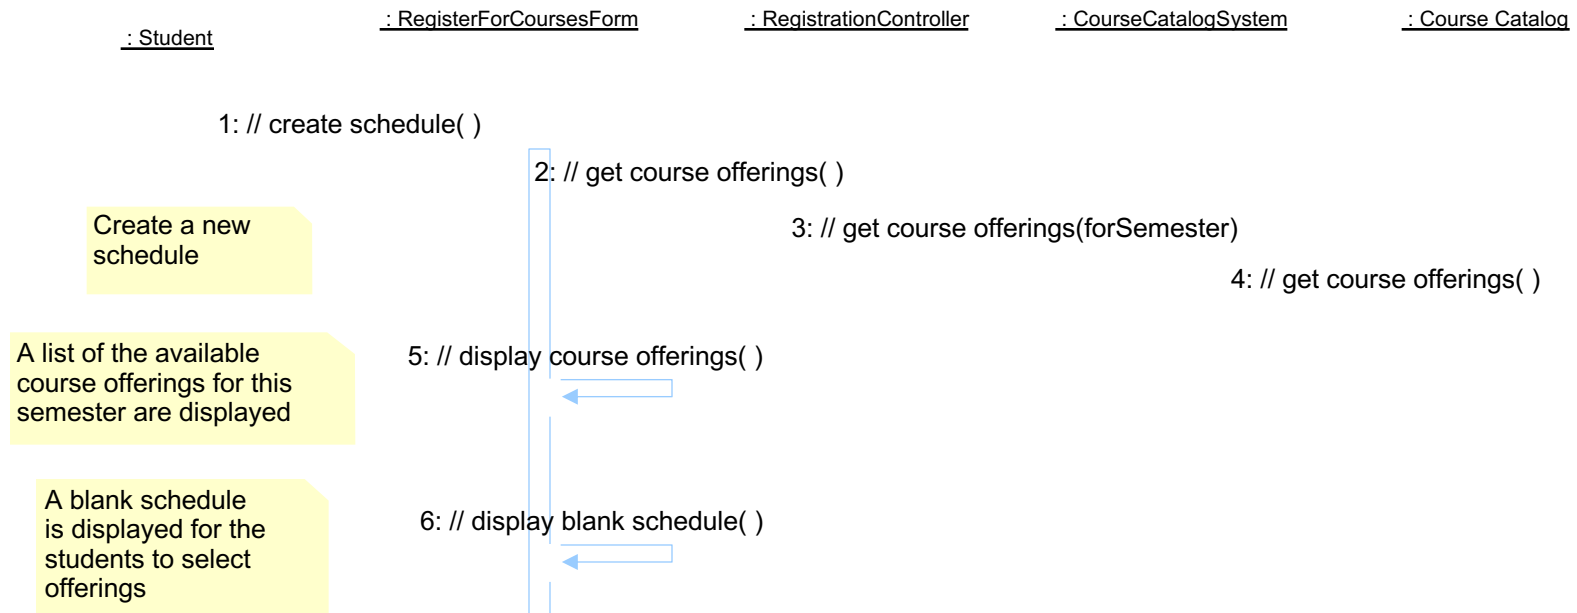 : Student
: RegisterForCoursesForm
: RegistrationController
: CourseCatalogSystem
: Course Catalog
1: // create schedule( )
2: // get course offerings( )
Create a new
schedule
3: // get course offerings(forSemester)
4: // get course offerings( )
A list of the available
course offerings for this
semester are displayed
5: // display course offerings( )
A blank schedule
is displayed for the
students to select
offerings
6: // display blank schedule( )